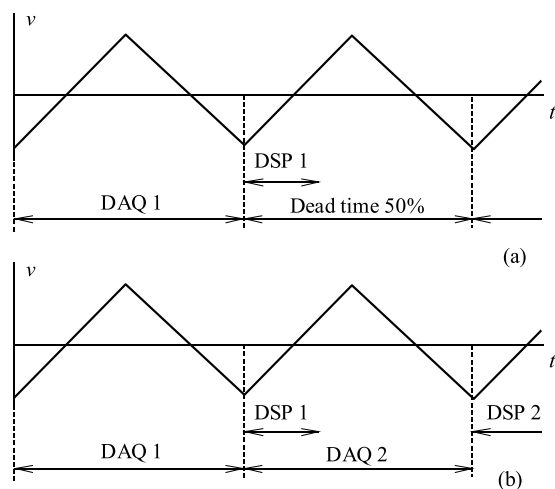 v
t
DSP 1
DAQ 1 Dead time 50%
(a)
v
t
DSP 1 DSP 2
DAQ 1 DAQ 2
(b)